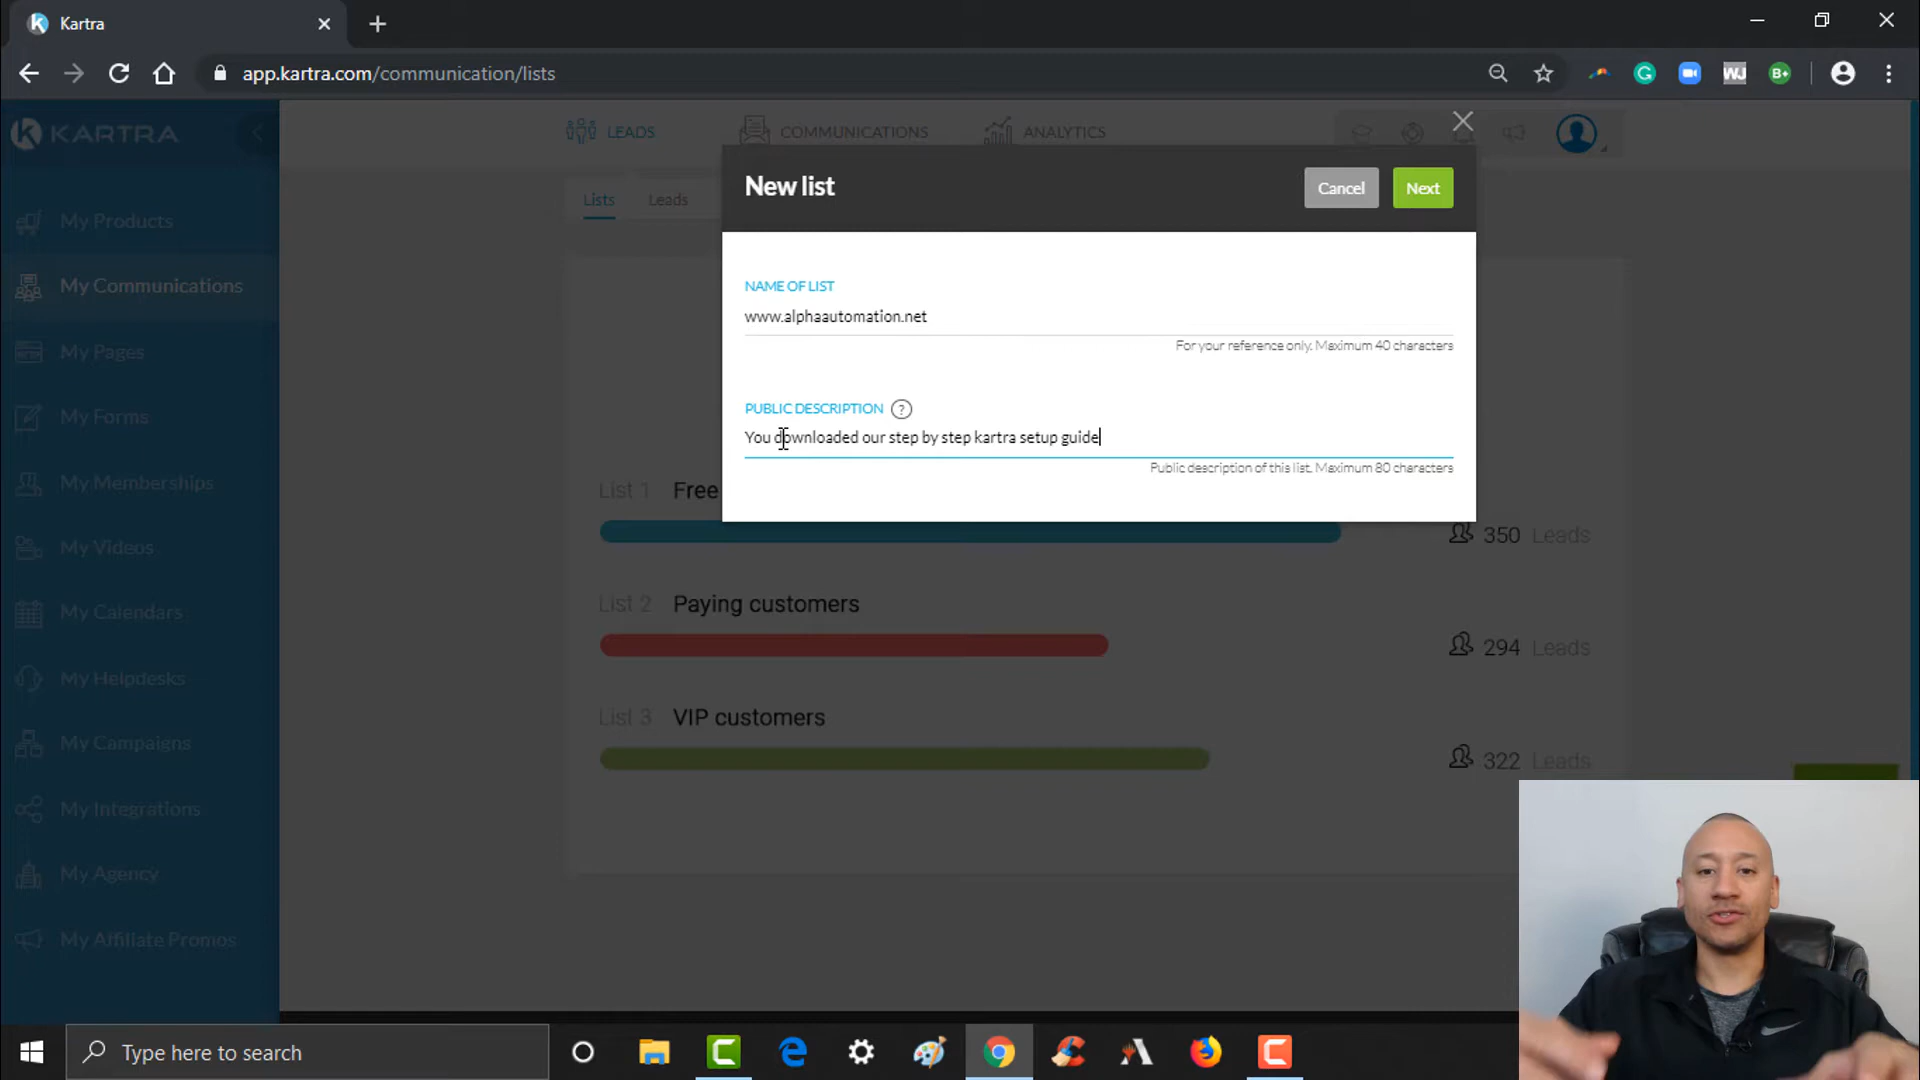 Kartra
app.kartra.com/communication/lists
WJ
B+
KARTRA
LEADS
COMMUNICATIONS
ANALYTICS
My Products
My Communications
My Pages
My Forms
My Memberships
My Videos
My Calendars
My Helpdesks
My Campaigns
My Integrations
My Agency
My Affiliate Promos
Lists
Leads
New list
Cancel
Next
NAME OF LIST
www.alphaautomation.net
For your reference only. Maximum 40 characters
PUBLIC DESCRIPTION ?
You downloaded our step by step kartra setup guide
Public description of this list. Maximum 80 characters
List 1 Free
350 Leads
List 2 Paying customers
294 Leads
List 3 VIP customers
322 Leads
Type here to search